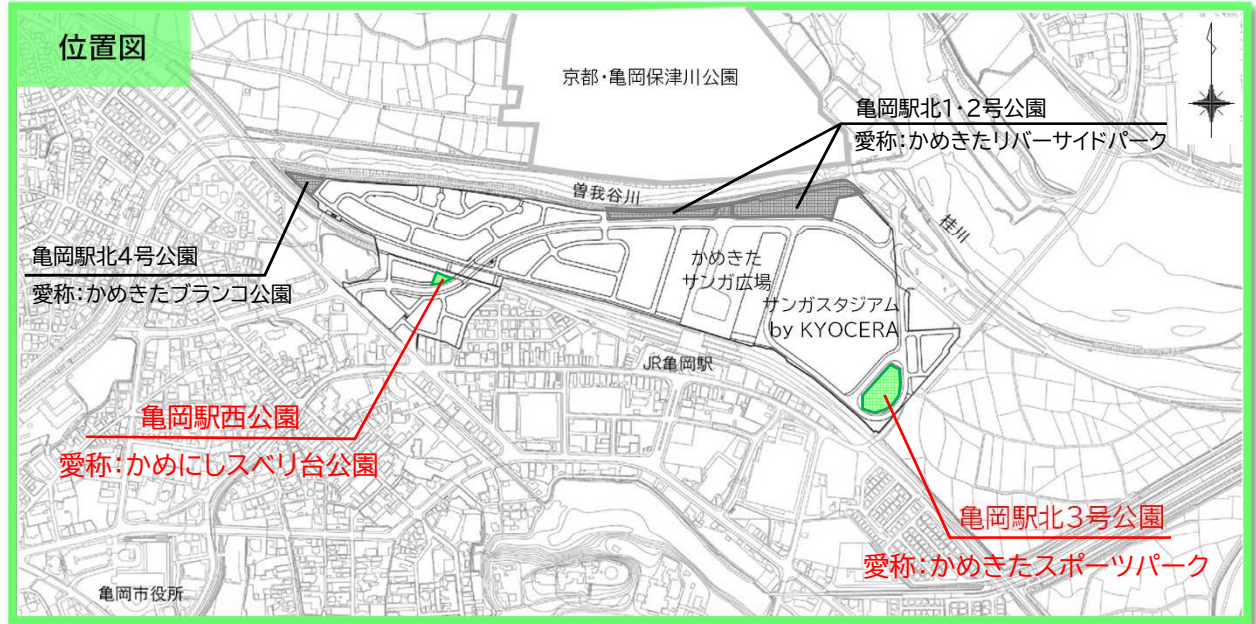 位置図
京都・亀岡保津川公園
亀岡駅北1・2号公園
愛称：かめきたリバーサイドパーク
曽我谷川
桂川
亀岡駅北4号公園
愛称：かめきたブランコ公園
かめきた
サンガ広場
サンガスタジアム
by KYOCERA
JR亀岡駅
亀岡駅西公園
愛称：かめにしスベリ台公園
亀岡駅北3号公園
愛称：かめきたスポーツパーク
亀岡市役所